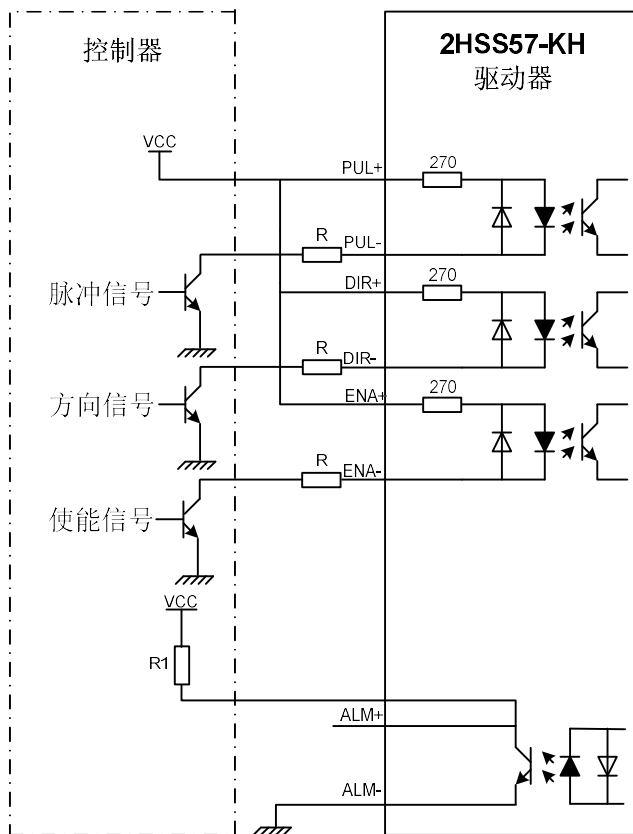 控制器
2HSS57-KH
驱动器
VCC
PUL+
270
R
PUL-
脉冲信号
DIR+
270
R
DIR-
方向信号
ENA+
270
R
ENA-
使能信号
VCC
R1
ALM+
ALM-